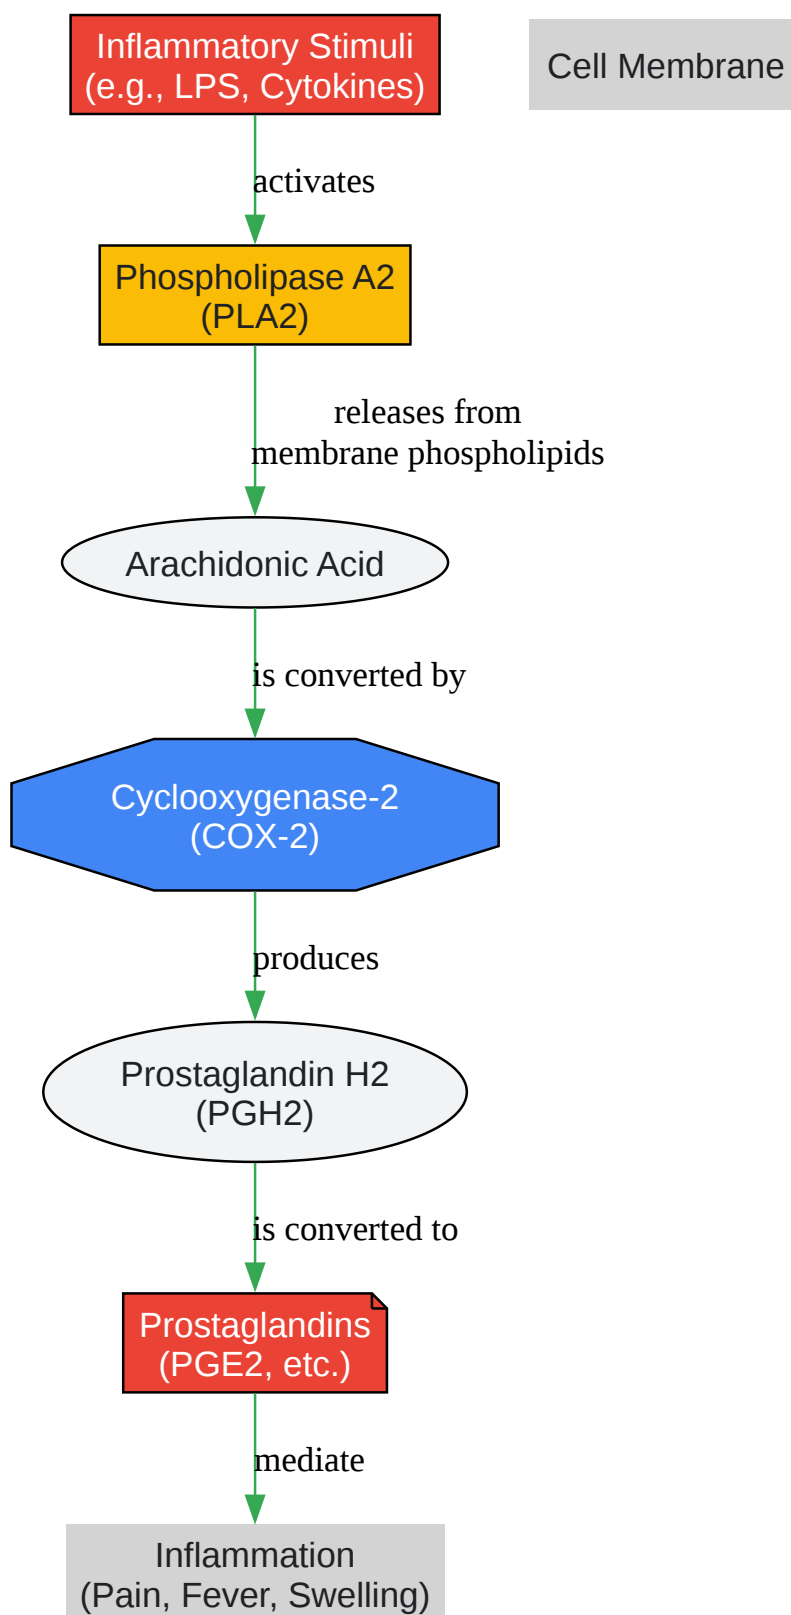 Inflammatory Stimuli
(e.g., LPS, Cytokines)
Cell Membrane
activates
Phospholipase A2
(PLA2)
releases from
membrane phospholipids
Arachidonic Acid
is converted by
Cyclooxygenase-2
(COX-2)
produces
Prostaglandin H2
(PGH2)
is converted to
Prostaglandins
(PGE2, etc.)
mediate
Inflammation
(Pain, Fever, Swelling)